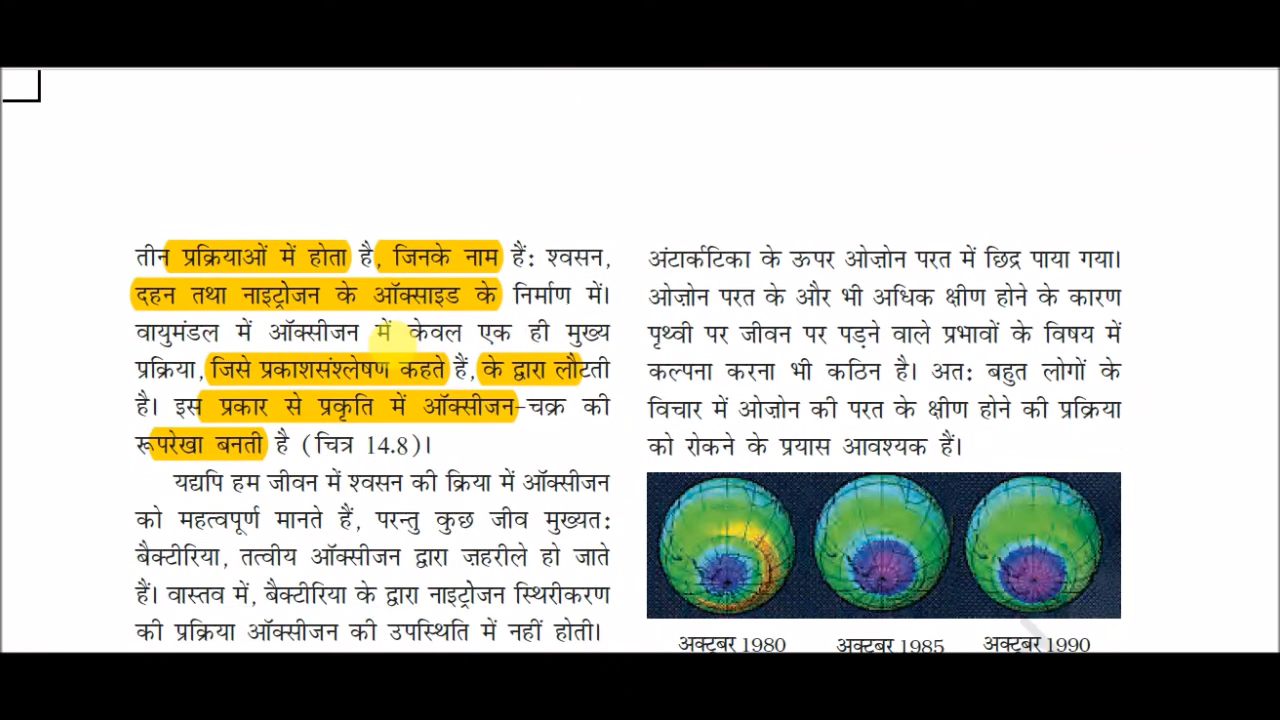 तीन प्रक्रियाओं में होता है, जिनके नाम हैं: श्वसन,
दहन तथा नाइट्रोजन के ऑक्साइड के निर्माण में।
वायुमंडल में ऑक्सीजन में केवल एक ही मुख्य
प्रक्रिया, जिसे प्रकाशसंश्लेषण कहते हैं, के द्वारा लौटती
है। इस प्रकार से प्रकृति में ऑक्सीजन-चक्र की
रूपरेखा बनती है (चित्र 14.8)।
यद्यपि हम जीवन में श्वसन की क्रिया में ऑक्सीजन
को महत्वपूर्ण मानते हैं, परन्तु कुछ जीव मुख्यत:
बैक्टीरिया, तत्वीय ऑक्सीजन द्वारा ज़हरीले हो जाते
हैं। वास्तव में, बैक्टीरिया के द्वारा नाइट्रोजन स्थिरीकरण
की प्रक्रिया ऑक्सीजन की उपस्थिति में नहीं होती।
अंटार्कटिका के ऊपर ओज़ोन परत में छिद्र पाया गया।
ओज़ोन परत के और भी अधिक क्षीण होने के कारण
पृथ्वी पर जीवन पर पड़ने वाले प्रभावों के विषय में
कल्पना करना भी कठिन है। अत: बहुत लोगों के
विचार में ओज़ोन की परत के क्षीण होने की प्रक्रिया
को रोकने के प्रयास आवश्यक हैं।
अक्टूबर 1980 अक्टूबर 1985 अक्टूबर 1990